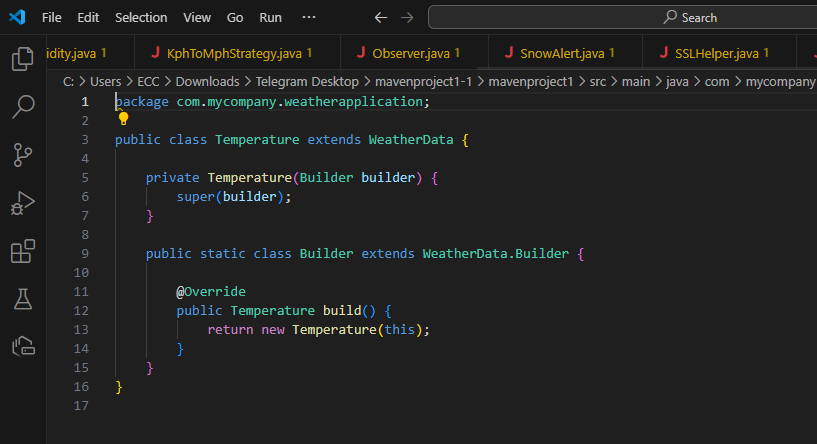 File Edit Selection View Go Run ···
Search
idity.java 1 KphToMphStrategy.java 1 Observer.java 1 SnowAlert.java 1 SSLHelper.java 1
C: > Users > ECC > Downloads > Telegram Desktop > mavenproject1-1 > mavenproject1 > src > main > java > com > mycompany
1 package com.mycompany.weatherapplication;
2
3 public class Temperature extends WeatherData {
4
5     private Temperature(Builder builder) {
6         super(builder);
7     }
8
9     public static class Builder extends WeatherData.Builder {
10
11         @Override
12         public Temperature build() {
13             return new Temperature(this);
14         }
15     }
16 }
17